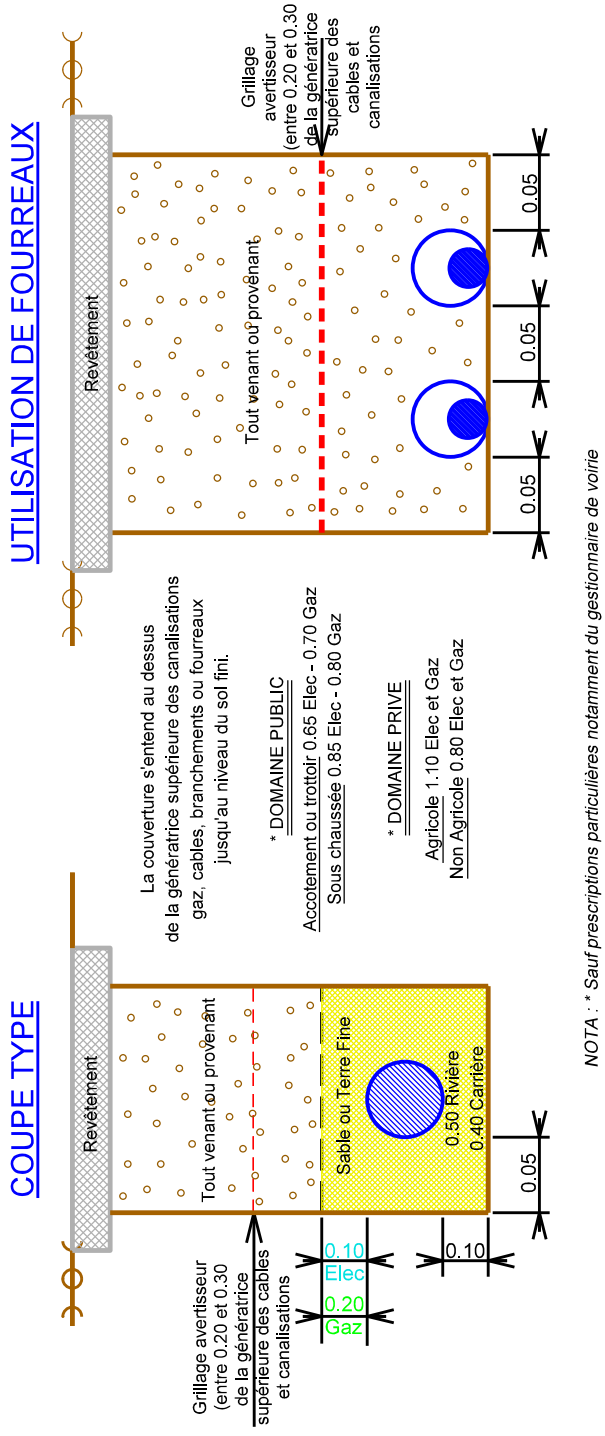 COUPE TYPE
Revêtement
Tout venant ou provenant
Sable ou Terre Fine
0.50 Rivière
0.40 Carrière
0.05
Grillage avertisseur
(entre 0.20 et 0.30
de la génératrice
supérieure des cables
et canalisations
0.10
Elec
0.20
Gaz
0.10
La couverture s'entend au dessus
de la génératrice supérieure des canalisations
gaz, cables, branchements ou fourreaux
jusqu'au niveau du sol fini.
* DOMAINE PUBLIC
Accotement ou trottoir 0.65 Elec - 0.70 Gaz
Sous chaussée 0.85 Elec - 0.80 Gaz
* DOMAINE PRIVE
Agricole 1.10 Elec et Gaz
Non Agricole 0.80 Elec et Gaz
UTILISATION DE FOURREAUX
Revêtement
Tout venant ou provenant
Grillage
avertisseur
(entre 0.20 et 0.30
de la génératrice
supérieure des
cables et
canalisations
0.05
0.05
0.05
NOTA : * Sauf prescriptions particulières notamment du gestionnaire de voirie